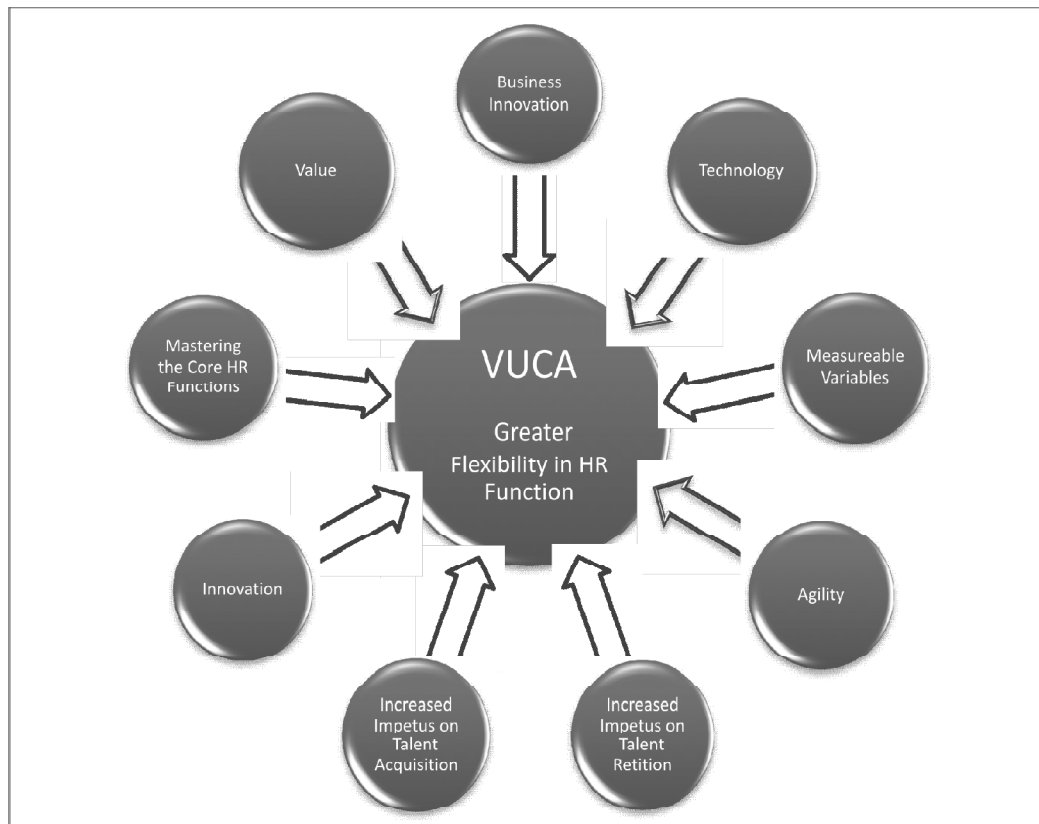 Business
Innovation
Value
Technology
Mastering
the Core HR
Functions
VUCA
Greater
Flexibility in HR
Function
Measureable
Variables
Innovation
Agility
Increased
Impetus on
Talent
Acquisition
Increased
Impetus on
Talent
Retition